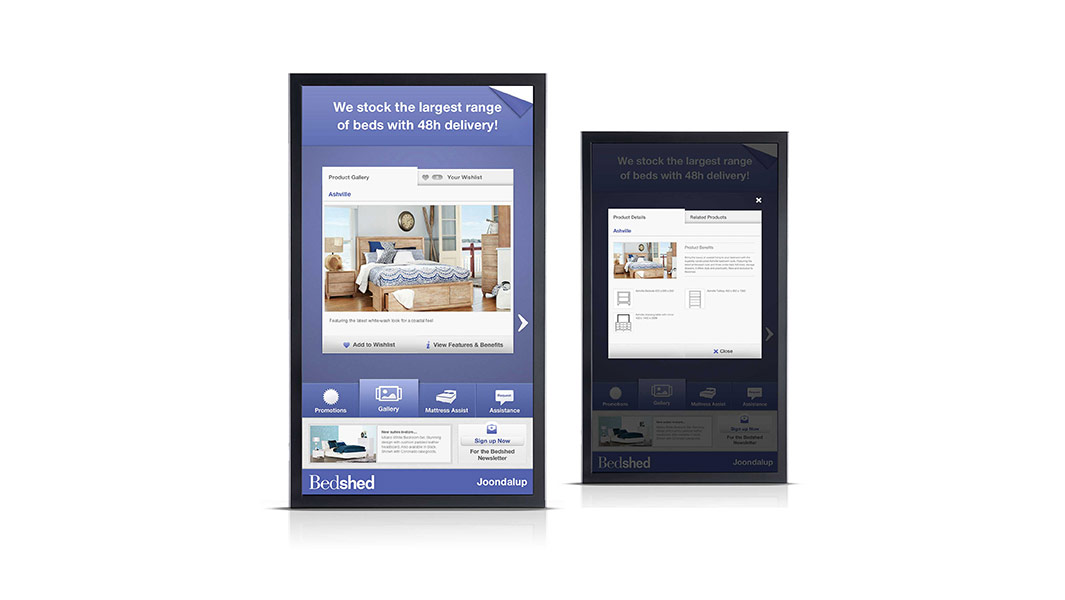 We stock the largest range
of beds with 48h delivery!
Product Gallery
Your Wishlist
Ashville
Featuring the latest white-wash look for a coastal feel
Add to Wishlist
View Features & Benefits
Promotions
Gallery
Mattress Assist
Request
Assistance
New suites instore...
Sign up Now
For the Bedshed
Newsletter
Bedshed
Joondalup
We stock the largest range
of beds with 48h delivery!
Product Details
Related Products
Ashville
Product Benefits
Close
Promotions
Gallery
Mattress Assist
Assistance
Sign up Now
For the Bedshed
Newsletter
Bedshed
Joondalup